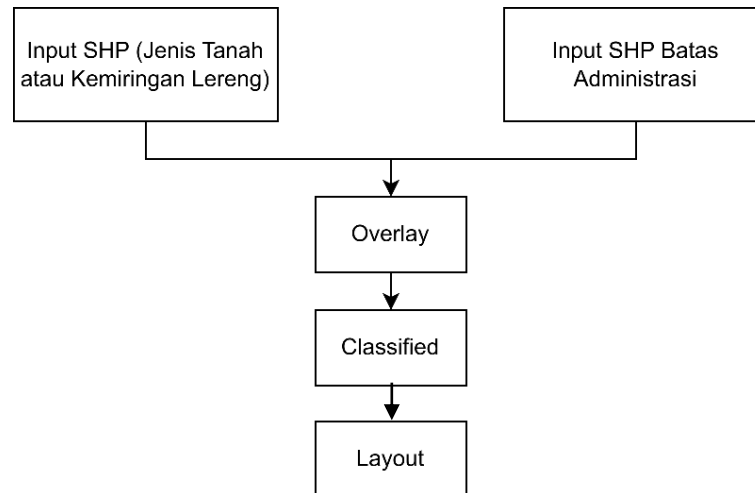 Input SHP (Jenis Tanah
atau Kemiringan Lereng)
Input SHP Batas
Administrasi
Overlay
Classified
Layout